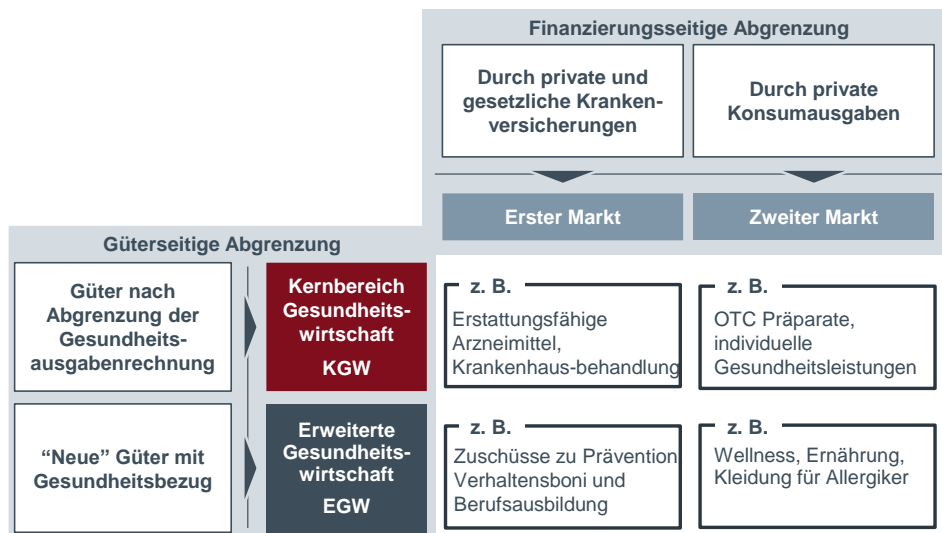 Finanzierungsseitige Abgrenzung
Durch private und
gesetzliche Kranken-
versicherungen
Durch private
Konsumausgaben
Erster Markt
Zweiter Markt
Güterseitige Abgrenzung
Güter nach
Abgrenzung der
Gesundheits-
ausgabenrechnung
Kernbereich
Gesundheits-
wirtschaft
KGW
z. B.
Erstattungsfähige
Arzneimittel,
Krankenhaus-behandlung
z. B.
OTC Präparate,
individuelle
Gesundheitsleistungen
“Neue” Güter mit
Gesundheitsbezug
Erweiterte
Gesundheits-
wirtschaft
EGW
z. B.
Zuschüsse zu Prävention
Verhaltensboni und
Berufsausbildung
z. B.
Wellness, Ernährung,
Kleidung für Allergiker